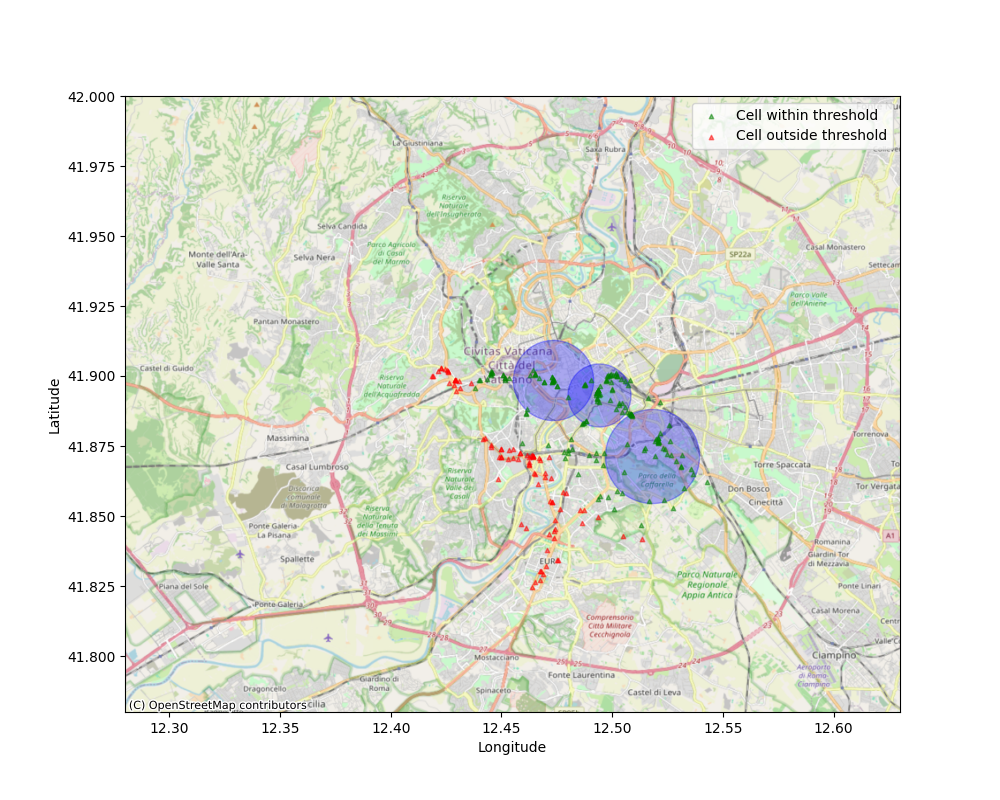 42.000
41.975
41.950
41.925
41.900
41.875
41.850
41.825
41.800
Latitude
12.30
12.35
12.40
12.45
12.50
12.55
12.60
Longitude
Cell within threshold
Cell outside threshold
La Giustiniana
Saxa Rubra
Riserva
Naturale
dell'Insugherata
Selva Candida
Parco Agricolo
di Casal
del Marmo
Monte dell'Ara-
Valle Santa
Selva Nera
SP22a
Casal Monastero
Settecam
Parco Valle
dell'Aniene
Pantan Monastero
Civitas Vaticana
Città del
Castel di Guido
Riserva
Naturale
dell'Acquafredda
Massimina
Casal Lumbroso
Discarica
comunale
di Malagrotta
Riserva
Naturale
di Valle dei
Casali
Riserva
Naturale
della Tenuta
dei Massimi
Parco della
Caffarella
Torrenova
Torre Spaccata
Tor Vergata
Don Bosco
Cinecittà
Ponte Galeria-
La Pisana
Spallette
A1
Romanina
Giardini Tor
di Mezzavia
EUR
Piana del Sole
Ponte Galeria
Parco Naturale
Regionale
Appia Antica
Ponte Linari
Casal Morena
Comprensorio
Città Militare
Cecchignola
Mostacciano
Fonte Laurentina
Ciampino
Aeroporto
di Roma-
Ciampino
Giardino di
Roma
Dragoncello
Spinaceto
Castel di Leva
(C) OpenStreetMap contributors